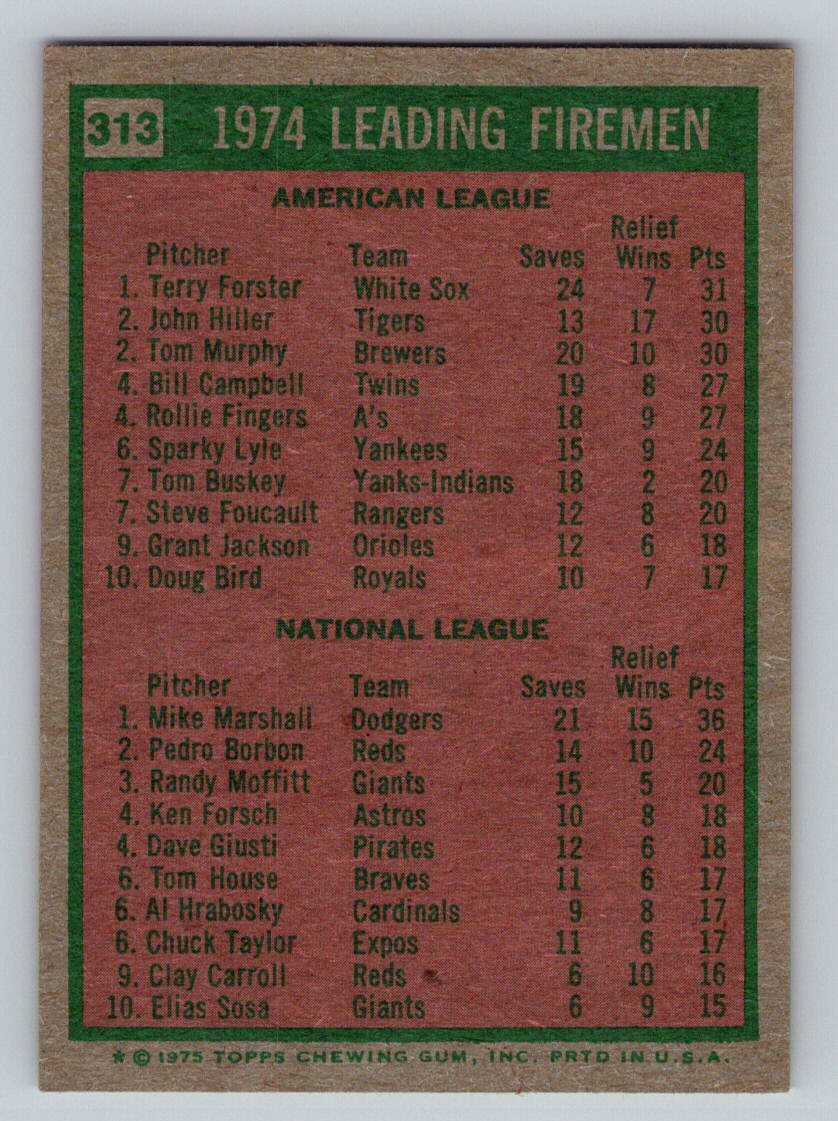 313 1974 LEADING FIREMEN
AMERICAN LEAGUE
Relief
Pitcher Team Saves Wins Pts
1. Terry Forster White Sox 24 7 31
2. John Hiller Tigers 13 17 30
2. Tom Murphy Brewers 20 10 30
4. Bill Campbell Twins 19 8 27
4. Rollie Fingers A's 18 9 27
6. Sparky Lyle Yankees 15 9 24
7. Tom Buskey Yanks-Indians 18 2 20
7. Steve Foucault Rangers 12 8 20
9. Grant Jackson Orioles 12 6 18
10. Doug Bird Royals 10 7 17
NATIONAL LEAGUE
Relief
Pitcher Team Saves Wins Pts
1. Mike Marshall Dodgers 21 15 36
2. Pedro Borbon Reds 14 10 24
3. Randy Moffitt Giants 15 5 20
4. Ken Forsch Astros 10 8 18
4. Dave Giusti Pirates 12 6 18
6. Tom House Braves 11 6 17
6. Al Hrabosky Cardinals 9 8 17
6. Chuck Taylor Expos 11 6 17
9. Clay Carroll Reds 6 10 16
10. Elias Sosa Giants 6 9 15
★ © 1975 TOPPS CHEWING GUM, INC. PRTD IN U.S.A.